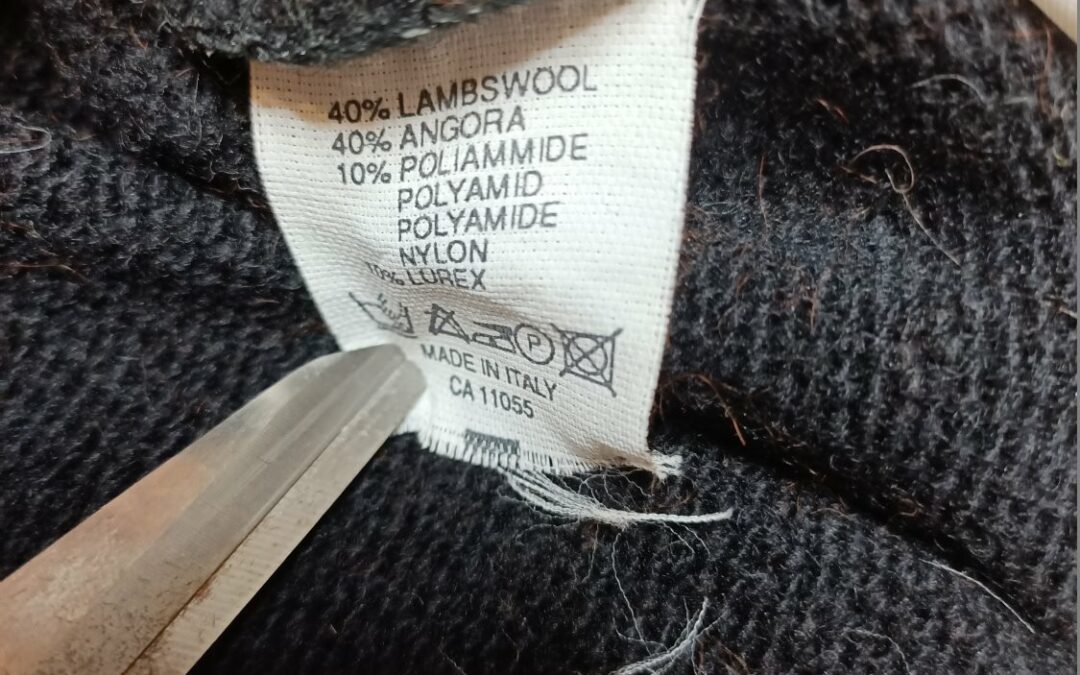 40% LAMBSWOOL
40% ANGORA
10% POLIAMMIDE
POLYAMID
POLYAMIDE
NYLON
10% LUREX
P
MADE IN ITALY
CA 11055